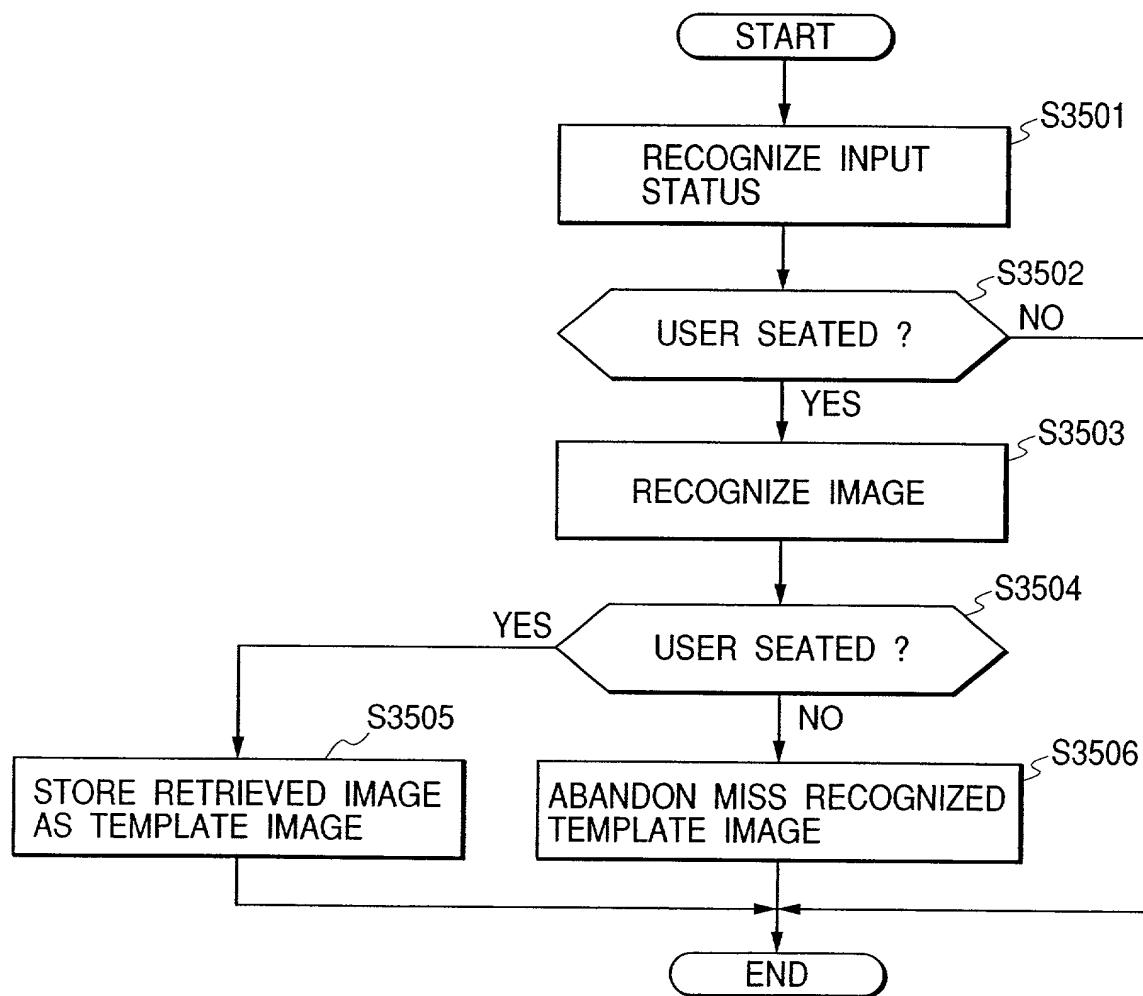 START
S3501
RECOGNIZE INPUT
STATUS
S3502
USER SEATED ?
NO
YES
S3503
RECOGNIZE IMAGE
S3504
USER SEATED ?
YES
NO
S3505
STORE RETRIEVED IMAGE
AS TEMPLATE IMAGE
S3506
ABANDON MISS RECOGNIZED
TEMPLATE IMAGE
END